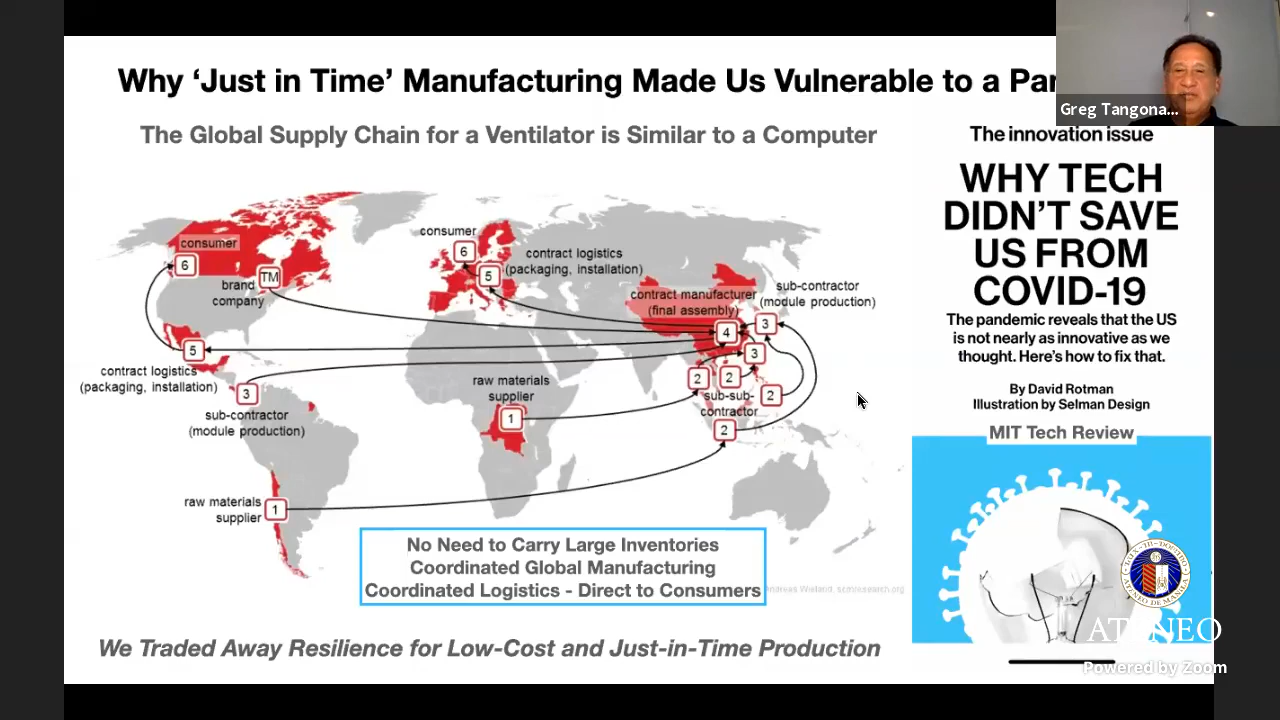 Why ‘Just in Time’ Manufacturing Made Us Vulnerable to a
Greg Tangona...
The Global Supply Chain for a Ventilator is Similar to a Computer
consumer
6
TM
brand
company
5
contract logistics
(packaging, installation)
3
sub-contractor
(module production)
raw materials
supplier
1
consumer
6
5
contract logistics
(packaging, installation)
raw materials
supplier
1
contract manufacturer
(final assembly)
4
sub-contractor
(module production)
3
3
2
2
2
sub-sub-
contractor
2
No Need to Carry Large Inventories
Coordinated Global Manufacturing
Coordinated Logistics - Direct to Consumers
Andreas Wieland, scmresearch.org
We Traded Away Resilience for Low-Cost and Just-in-Time Production
The innovation issue
WHY TECH
DIDN’T SAVE
US FROM
COVID-19
The pandemic reveals that the US
is not nearly as innovative as we
thought. Here’s how to fix that.
By David Rotman
Illustration by Selman Design
MIT Tech Review
ATENEO
Powered by Zoom